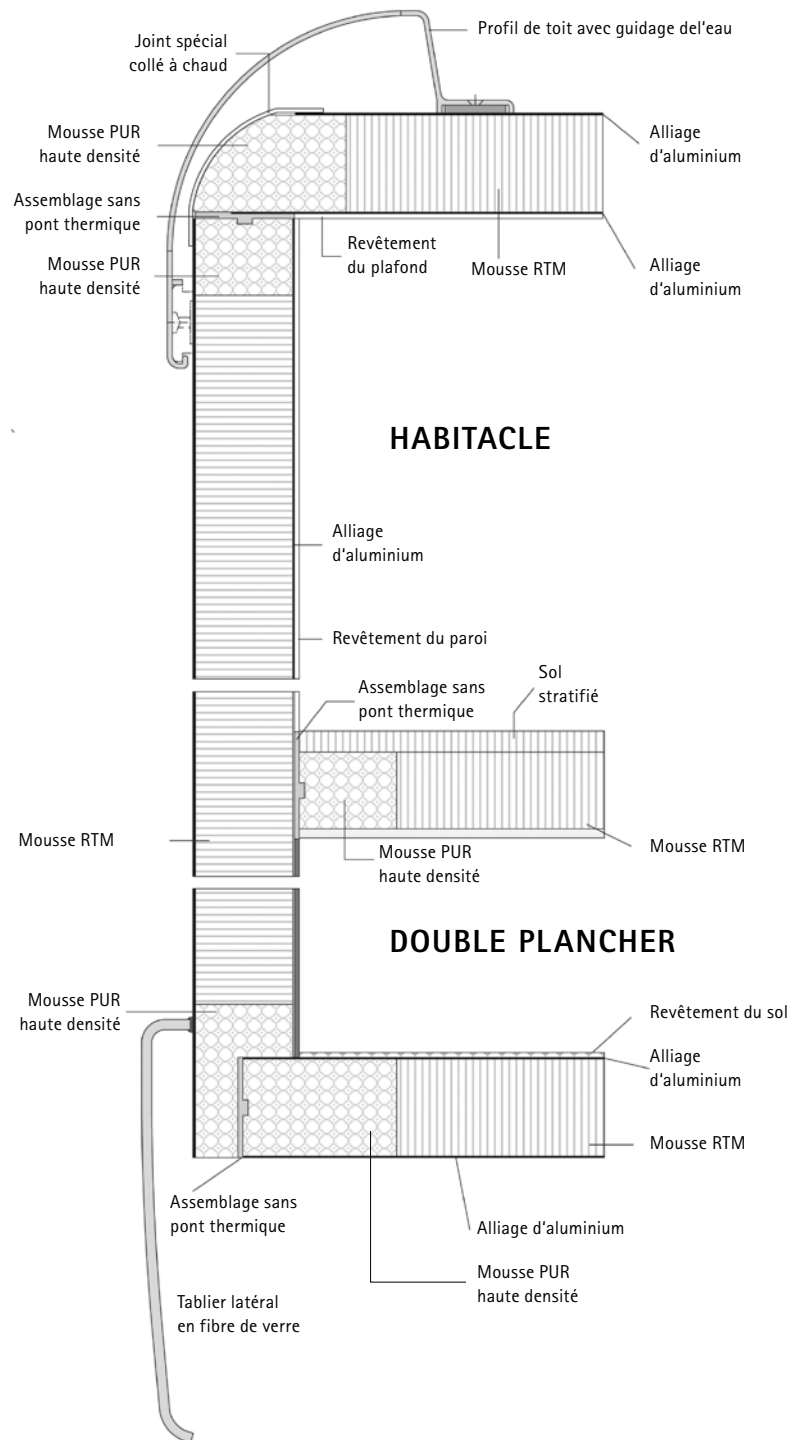 Profil de toit avec guidage del'eau
Joint spécial
collé à chaud
Mousse PUR
haute densité
Alliage
d'aluminium
Assemblage sans
pont thermique
Revêtement
du plafond
Mousse RTM
Mousse PUR
haute densité
Alliage
d'aluminium
HABITACLE
Alliage
d'aluminium
Revêtement du paroi
Assemblage sans
pont thermique
Sol
stratifié
Mousse RTM
Mousse PUR
haute densité
Mousse RTM
DOUBLE PLANCHER
Mousse PUR
haute densité
Revêtement du sol
Alliage
d'aluminium
Mousse RTM
Assemblage sans
pont thermique
Alliage d'aluminium
Mousse PUR
haute densité
Tablier latéral
en fibre de verre